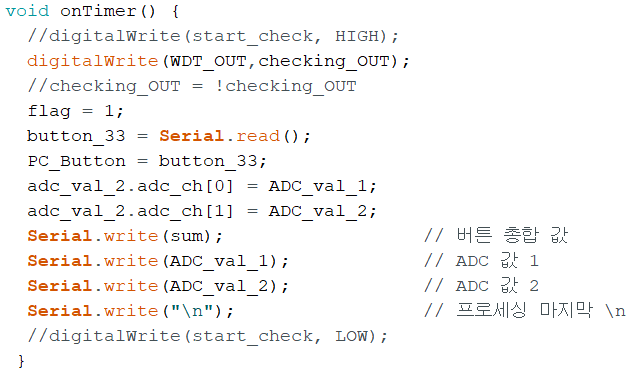 void onTimer() {
//digitalWrite(start_check, HIGH);
digitalWrite(WDT_OUT,checking_OUT);
//checking_OUT = !checking_OUT
flag = 1;
button_33 = Serial.read();
PC_Button = button_33;
adc_val_2.adc_ch[0] = ADC_val_1;
adc_val_2.adc_ch[1] = ADC_val_2;
Serial.write(sum); // 버튼 총합 값
Serial.write(ADC_val_1); // ADC 값 1
Serial.write(ADC_val_2); // ADC 값 2
Serial.write("\n"); // 프로세싱 마지막 \n
//digitalWrite(start_check, LOW);
}